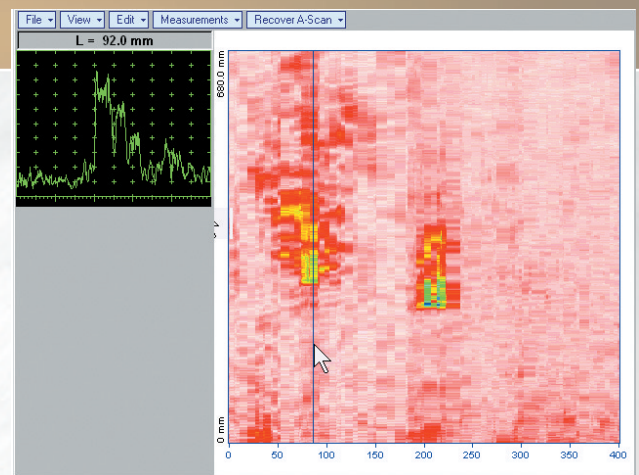 File View Edit Measurements Recover A-Scan
L = 92.0 mm
680.0 mm
0 mm
0 50 100 150 200 250 300 350 400